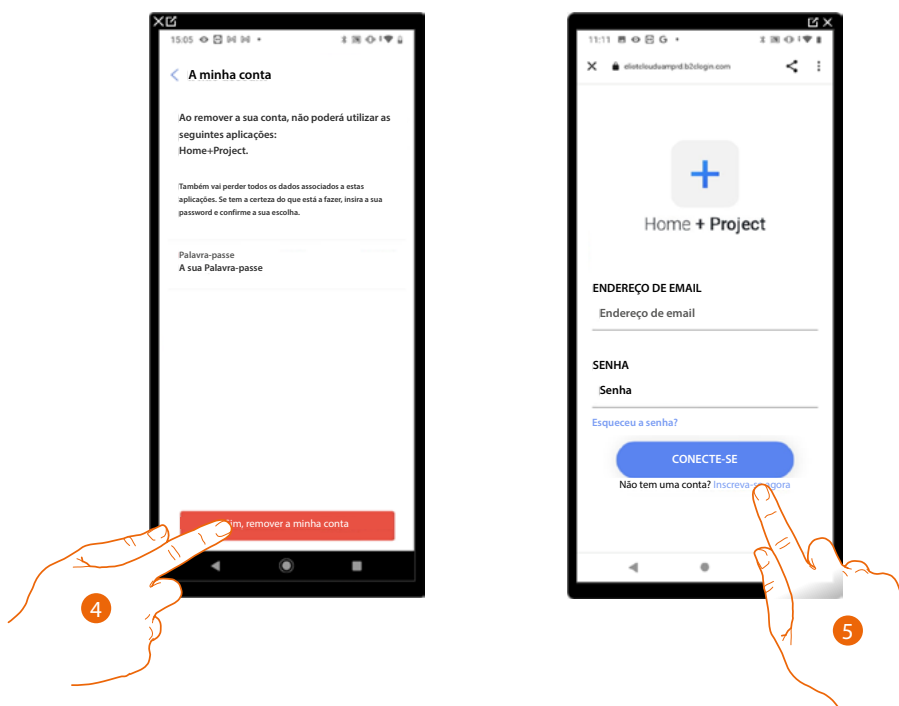 15:05
A minha conta
Ao remover a sua conta, não poderá utilizar as
seguintes aplicações:
Home+Project.
Também vai perder todos os dados associados a estas
aplicações. Se tem a certeza do que está a fazer, insira a sua
password e confirme a sua escolha.
Palavra-passe
A sua Palavra-passe
remover a minha conta
4
11:11
G
Home + Project
ENDEREÇO DE EMAIL
Endereço de email
SENHA
Senha
Esqueceu a senha?
CONECTE-SE
Não tem uma conta? Inscreva-se agora
5